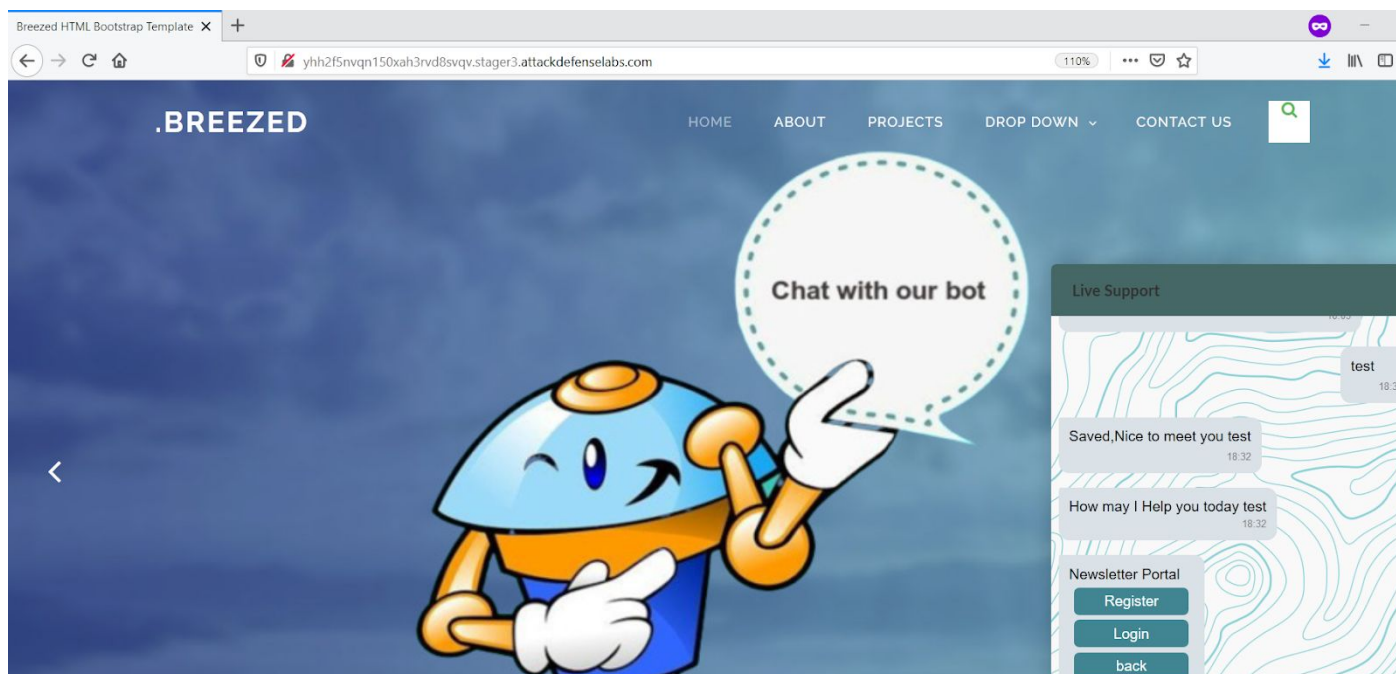 Breezed HTML Bootstrap Template
yhh2f5nvqn150xah3rvd8svqv.stager3.attackdefenselabs.com
110%
.BREEZED
HOME ABOUT PROJECTS DROP DOWN CONTACT US
Chat with our bot
Live Support
test
Saved,Nice to meet you test
18:32
How may I Help you today test
18:32
Newsletter Portal
Register
Login
back